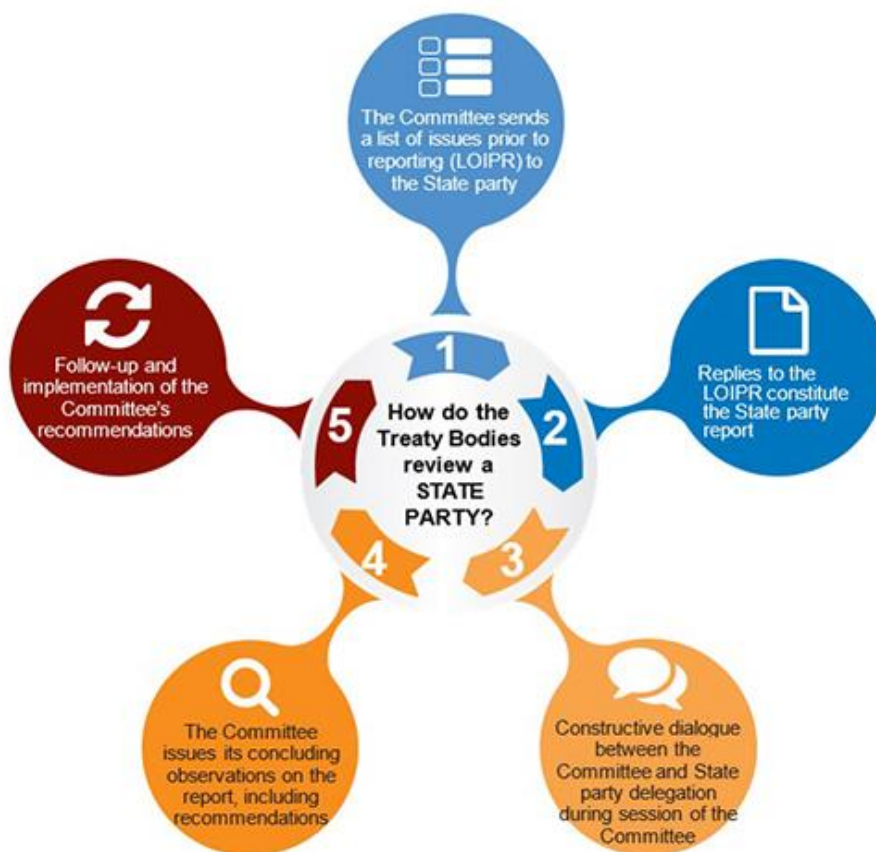 The Committee sends
a list of issues prior to
reporting (LOIPR) to
the State party
Follow-up and
implementation of the
Committee's
recommendations
Replies to the
LOIPR constitute
the State party
report
1
2
3
4
5
How do the
Treaty Bodies
review a
STATE
PARTY?
The Committee
issues its concluding
observations on the
report, including
recommendations
Constructive dialogue
between the
Committee and State
party delegation
during session of the
Committee